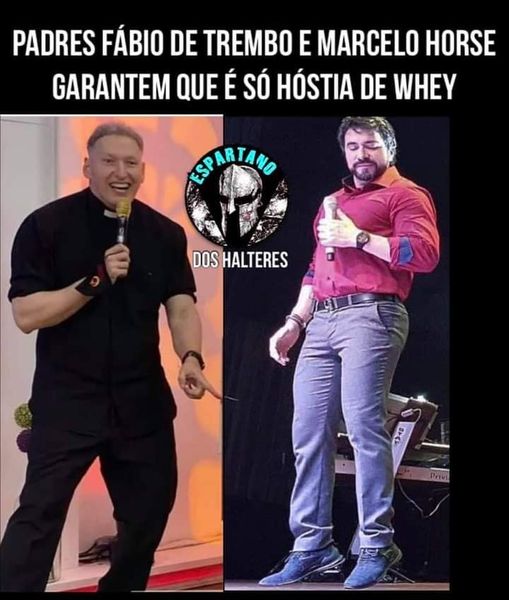 PADRES FÁBIO DE TREMBO E MARCELO HORSE
GARANTEM QUE É SÓ HÓSTIA DE WHEY
ESPARTANO
DOS HALTERES